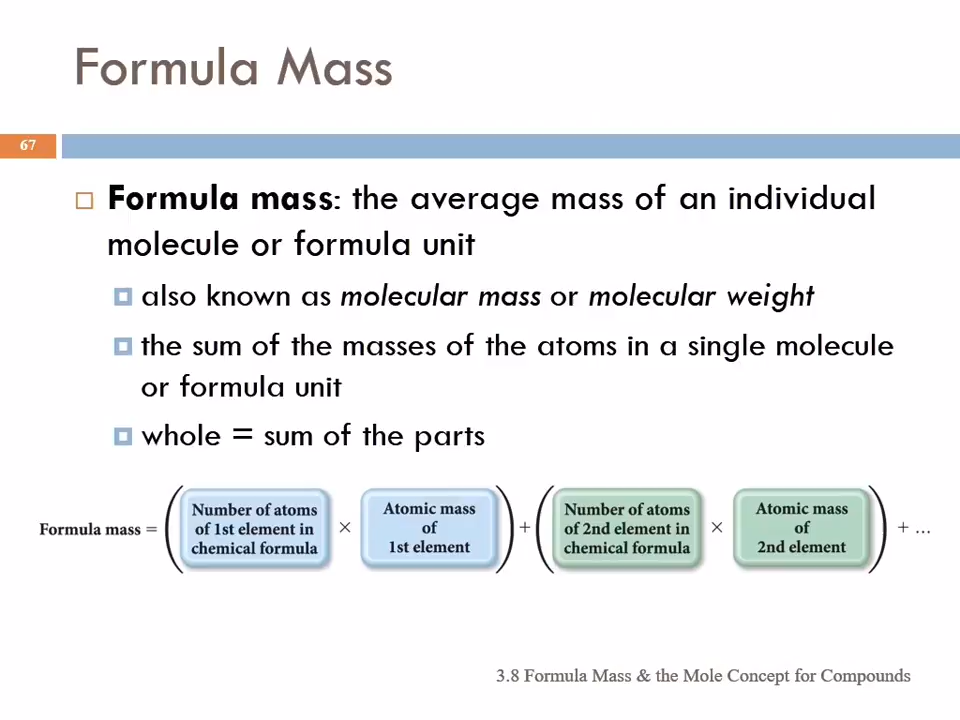 Formula Mass
67
Formula mass: the average mass of an individual
molecule or formula unit
also known as molecular mass or molecular weight
the sum of the masses of the atoms in a single molecule
or formula unit
whole = sum of the parts
Formula mass = ( Number of atoms of 1st element in chemical formula × Atomic mass of 1st element ) + ( Number of atoms of 2nd element in chemical formula × Atomic mass of 2nd element ) + ...
3.8 Formula Mass & the Mole Concept for Compounds